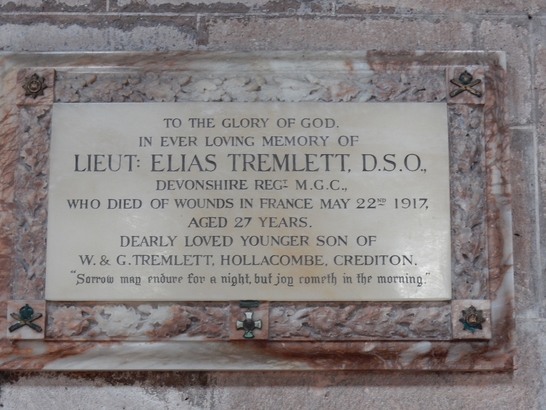 TO THE GLORY OF GOD.
IN EVER LOVING MEMORY OF
LIEUT: ELIAS TREMLETT, D.S.O.,
DEVONSHIRE REGT. M.G.C.,
WHO DIED OF WOUNDS IN FRANCE MAY 22ND 1917,
AGED 27 YEARS.
DEARLY LOVED YOUNGER SON OF
W. & G. TREMLETT, HOLLACOMBE, CREDITON.
"Sorrow may endure for a night, but joy cometh in the morning."